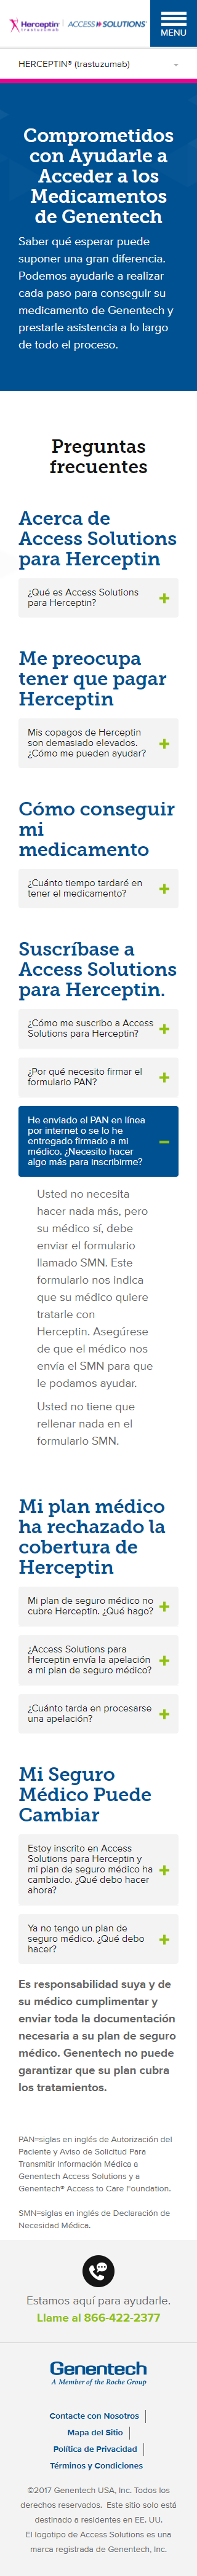 Herceptin
trastuzumab
ACCESS SOLUTIONS®
MENU
HERCEPTIN® (trastuzumab)
Comprometidos
con Ayudarle a
Acceder a los
Medicamentos
de Genentech
Saber qué esperar puede
suponer una gran diferencia.
Podemos ayudarle a realizar
cada paso para conseguir su
medicamento de Genentech y
prestarle asistencia a lo largo
de todo el proceso.
Preguntas
frecuentes
Acerca de
Access Solutions
para Herceptin
¿Qué es Access Solutions
para Herceptin?
Me preocupa
tener que pagar
Herceptin
Mis copagos de Herceptin
son demasiado elevados.
¿Cómo me pueden ayudar?
Cómo conseguir
mi
medicamento
¿Cuánto tiempo tardaré en
tener el medicamento?
Suscríbase a
Access Solutions
para Herceptin.
¿Cómo me suscribo a Access
Solutions para Herceptin?
¿Por qué necesito firmar el
formulario PAN?
He enviado el PAN en línea
por internet o se lo he
entregado firmado a mi
médico. ¿Necesito hacer
algo más para inscribirme?
Usted no necesita
hacer nada más, pero
su médico sí, debe
enviar el formulario
llamado SMN. Este
formulario nos indica
que su médico quiere
tratarle con
Herceptin. Asegúrese
de que el médico nos
envía el SMN para que
le podamos ayudar.
Usted no tiene que
rellenar nada en el
formulario SMN.
Mi plan médico
ha rechazado la
cobertura de
Herceptin
Mi plan de seguro médico no
cubre Herceptin. ¿Qué hago?
¿Access Solutions para
Herceptin envía la apelación
a mi plan de seguro médico?
¿Cuánto tarda en procesarse
una apelación?
Mi Seguro
Médico Puede
Cambiar
Estoy inscrito en Access
Solutions para Herceptin y
mi plan de seguro médico ha
cambiado. ¿Qué debo hacer
ahora?
Ya no tengo un plan de
seguro médico. ¿Qué debo
hacer?
Es responsabilidad suya y de
su médico cumplimentar y
enviar toda la documentación
necesaria a su plan de seguro
médico. Genentech no puede
garantizar que su plan cubra
los tratamientos.
PAN=siglas en inglés de Autorización del
Paciente y Aviso de Solicitud Para
Transmitir Información Médica a
Genentech Access Solutions y a
Genentech® Access to Care Foundation.
SMN=siglas en inglés de Declaración de
Necesidad Médica.
Estamos aquí para ayudarle.
Llame al 866-422-2377
Genentech
A Member of the Roche Group
Contacte con Nosotros
Mapa del Sitio
Política de Privacidad
Términos y Condiciones
©2017 Genentech USA, Inc. Todos los
derechos reservados. Este sitio solo está
destinado a residentes en EE. UU.
El logotipo de Access Solutions es una
marca registrada de Genentech, Inc.